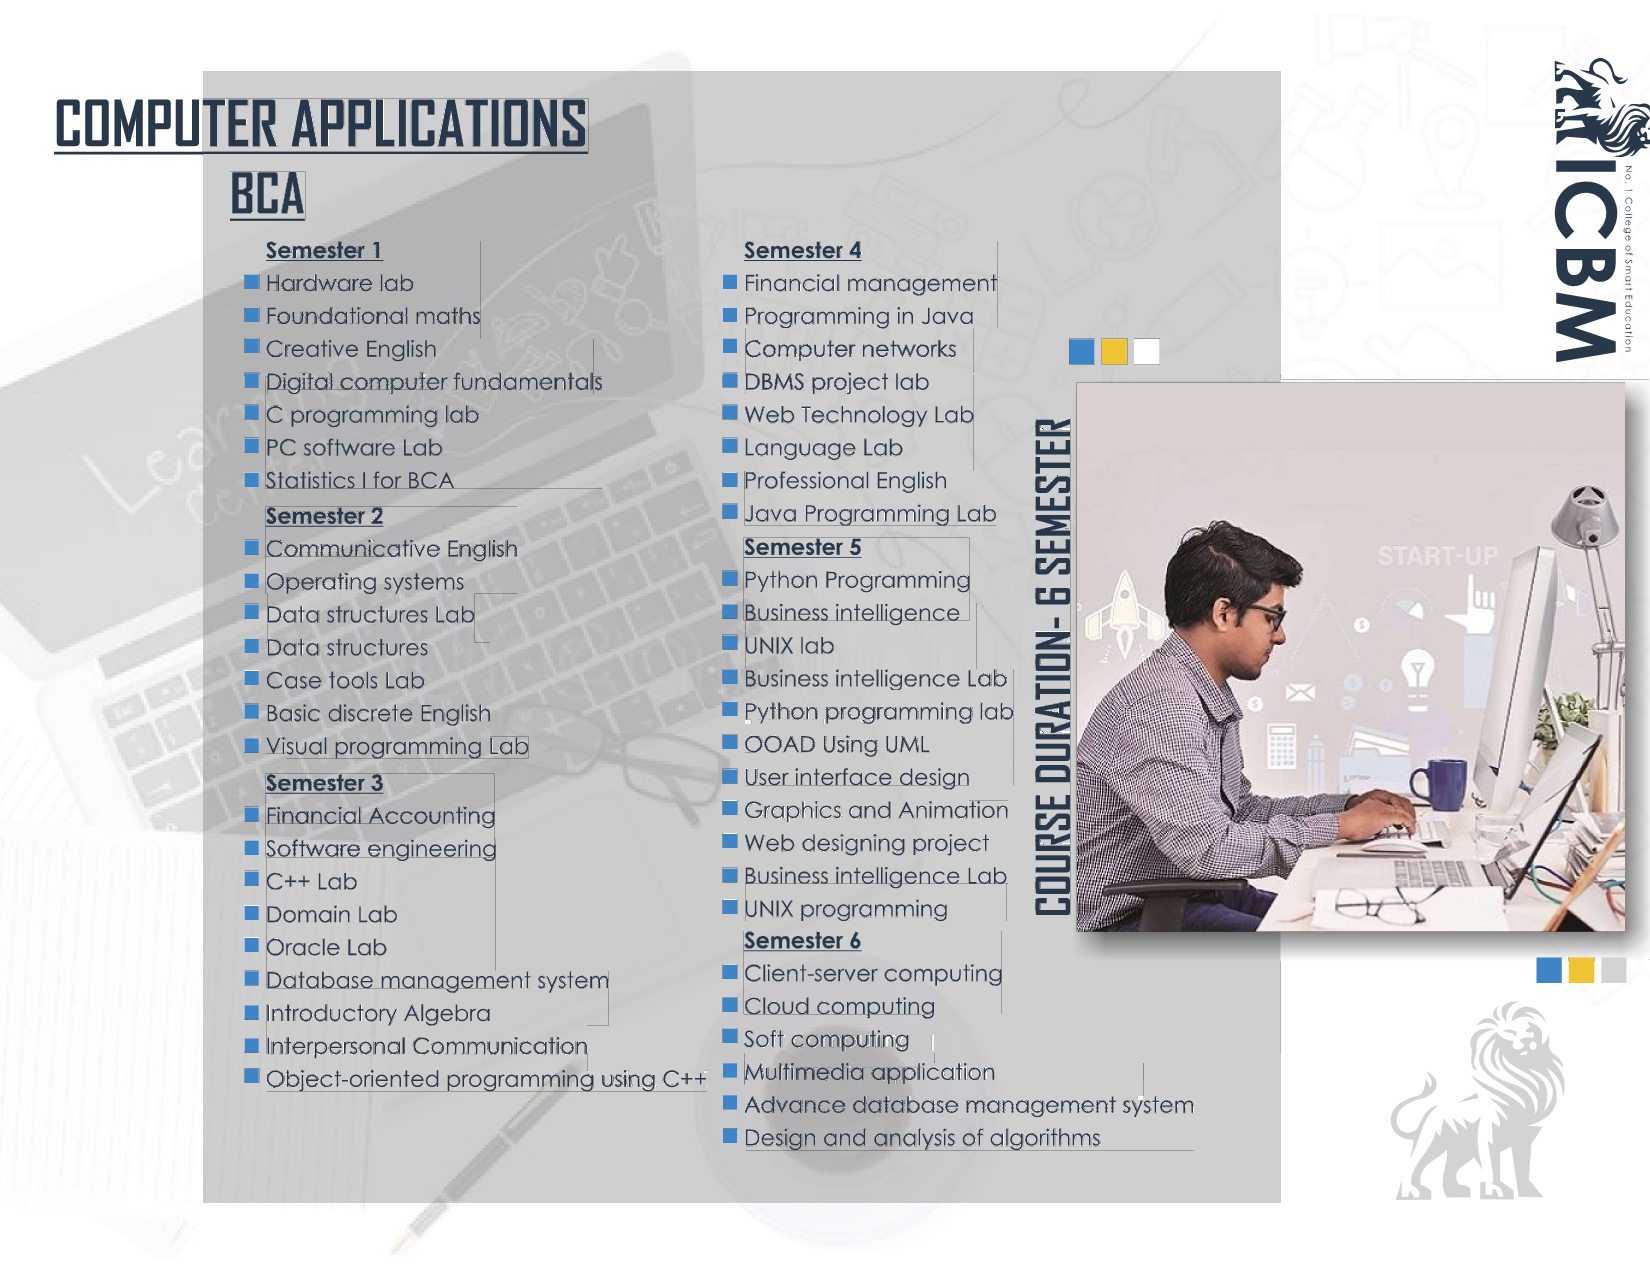 COMPUTER APPLICATIONS
BCA
Semester 1
Hardware lab
Foundational maths
Creative English
Digital computer fundamentals
C programming lab
PC software Lab
Statistics I for BCA
Semester 2
Communicative English
Operating systems
Data structures Lab
Data structures
Case tools Lab
Basic discrete English
Visual programming Lab
Semester 3
Financial Accounting
Software engineering
C++ Lab
Domain Lab
Oracle Lab
Database management system
Introductory Algebra
Interpersonal Communication
Object-oriented programming using C++
Semester 4
Financial management
Programming in Java
Computer networks
DBMS project lab
Web Technology Lab
Language Lab
Professional English
Java Programming Lab
Semester 5
Python Programming
Business intelligence
UNIX lab
Business intelligence Lab
Python programming lab
OOAD Using UML
User interface design
Graphics and Animation
Web designing project
Business intelligence Lab
UNIX programming
Semester 6
Client-server computing
Cloud computing
Soft computing
Multimedia application
Advance database management system
Design and analysis of algorithms
COURSE DURATION- 6 SEMESTER
START-UP
ICBM
No. 1 College of Smart Education